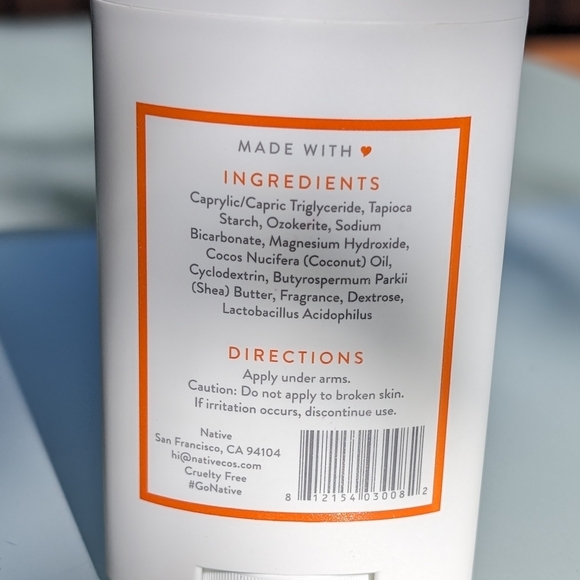 MADE WITH ♥
INGREDIENTS
Caprylic/Capric Triglyceride, Tapioca
Starch, Ozokerite, Sodium
Bicarbonate, Magnesium Hydroxide,
Cocos Nucifera (Coconut) Oil,
Cyclodextrin, Butyrospermum Parkii
(Shea) Butter, Fragrance, Dextrose,
Lactobacillus Acidophilus
DIRECTIONS
Apply under arms.
Caution: Do not apply to broken skin.
If irritation occurs, discontinue use.
Native
San Francisco, CA 94104
hi@nativecos.com
Cruelty Free
#GoNative
8 12154 03008 2